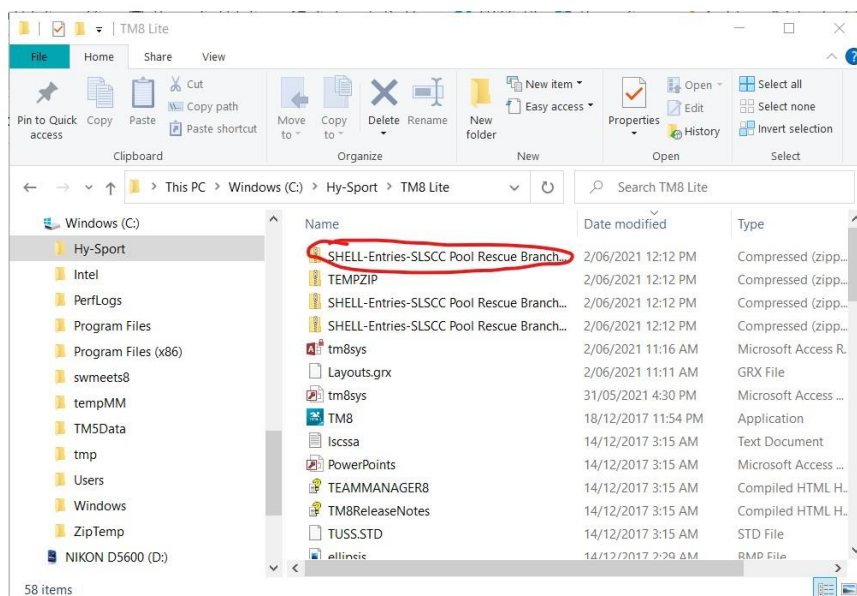 TM8 Lite
File Home Share View
Pin to Quick access
Copy
Paste
Cut
Copy path
Paste shortcut
Move to
Copy to
Delete
Rename
New folder
New item
Easy access
Properties
Open
Edit
History
Select all
Select none
Invert selection
Clipboard Organize New Open Select
This PC > Windows (C:) > Hy-Sport > TM8 Lite
Search TM8 Lite
Windows (C:)
Hy-Sport
Intel
PerfLogs
Program Files
Program Files (x86)
swmeets8
tempMM
TM5Data
tmp
Users
Windows
ZipTemp
NIKON D5600 (D:)
Name Date modified Type
SHELL-Entries-SLSCC Pool Rescue Branch... 2/06/2021 12:12 PM Compressed (zipp...
TEMPZIP 2/06/2021 12:12 PM Compressed (zipp...
SHELL-Entries-SLSCC Pool Rescue Branch... 2/06/2021 12:12 PM Compressed (zipp...
SHELL-Entries-SLSCC Pool Rescue Branch... 2/06/2021 12:12 PM Compressed (zipp...
tm8sys 2/06/2021 11:16 AM Microsoft Access R.
Layouts.grx 2/06/2021 11:11 AM GRX File
tm8sys 31/05/2021 4:30 PM Microsoft Access ...
TM8 18/12/2017 11:54 PM Application
lscssa 14/12/2017 3:15 AM Text Document
PowerPoints 14/12/2017 3:15 AM Microsoft Access ...
TEAMMANAGER8 14/12/2017 3:15 AM Compiled HTML H..
TM8ReleaseNotes 14/12/2017 3:15 AM Compiled HTML H..
TUSS.STD 14/12/2017 3:15 AM STD File
ellipsis 14/12/2017 2:29 AM BMP File
58 items